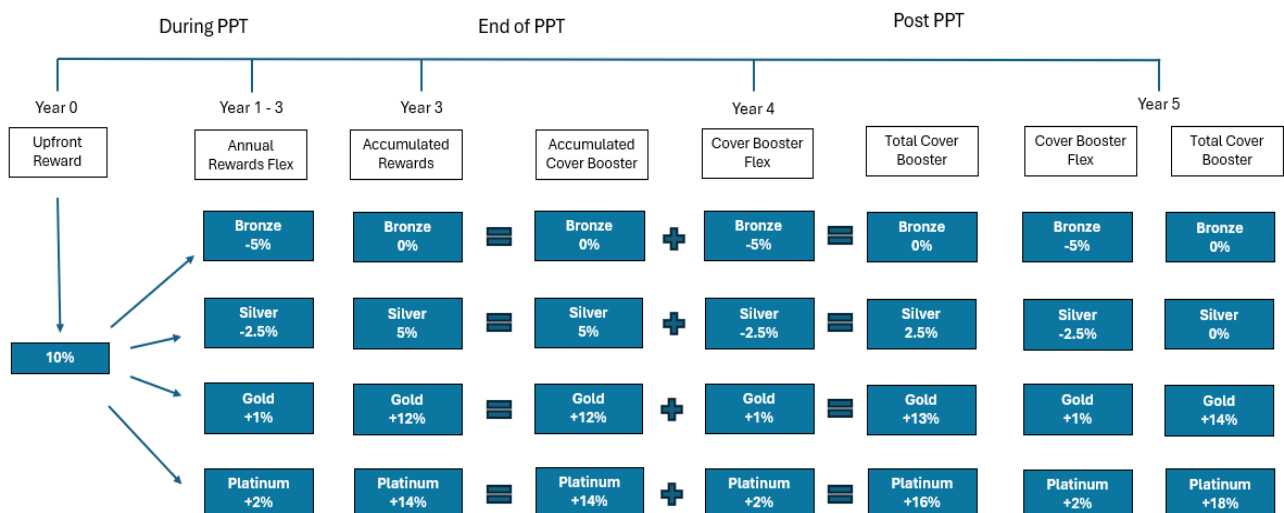 During PPT
End of PPT
Post PPT
Year 0
Year 1 - 3
Year 3
Year 4
Year 5
Upfront
Reward
Annual
Rewards Flex
Accumulated
Rewards
Accumulated
Cover Booster
Cover Booster
Flex
Total Cover
Booster
Cover Booster
Flex
Total Cover
Booster
Bronze
-5%
Bronze
0%
Bronze
0%
Bronze
-5%
Bronze
0%
Bronze
-5%
Bronze
0%
Silver
-2.5%
Silver
5%
Silver
5%
Silver
-2.5%
Silver
2.5%
Silver
-2.5%
Silver
0%
10%
Gold
+1%
Gold
+12%
Gold
+12%
Gold
+1%
Gold
+13%
Gold
+1%
Gold
+14%
Platinum
+2%
Platinum
+14%
Platinum
+14%
Platinum
+2%
Platinum
+16%
Platinum
+2%
Platinum
+18%